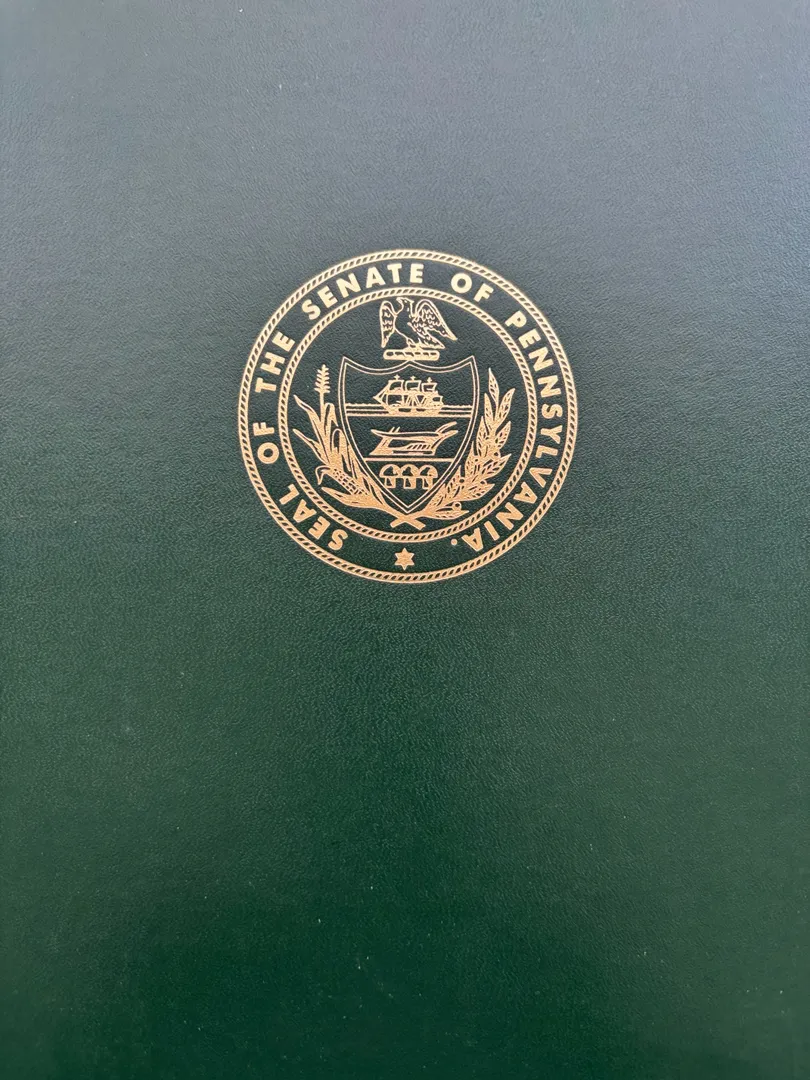 SEAL OF THE SENATE OF PENNSYLVANIA.